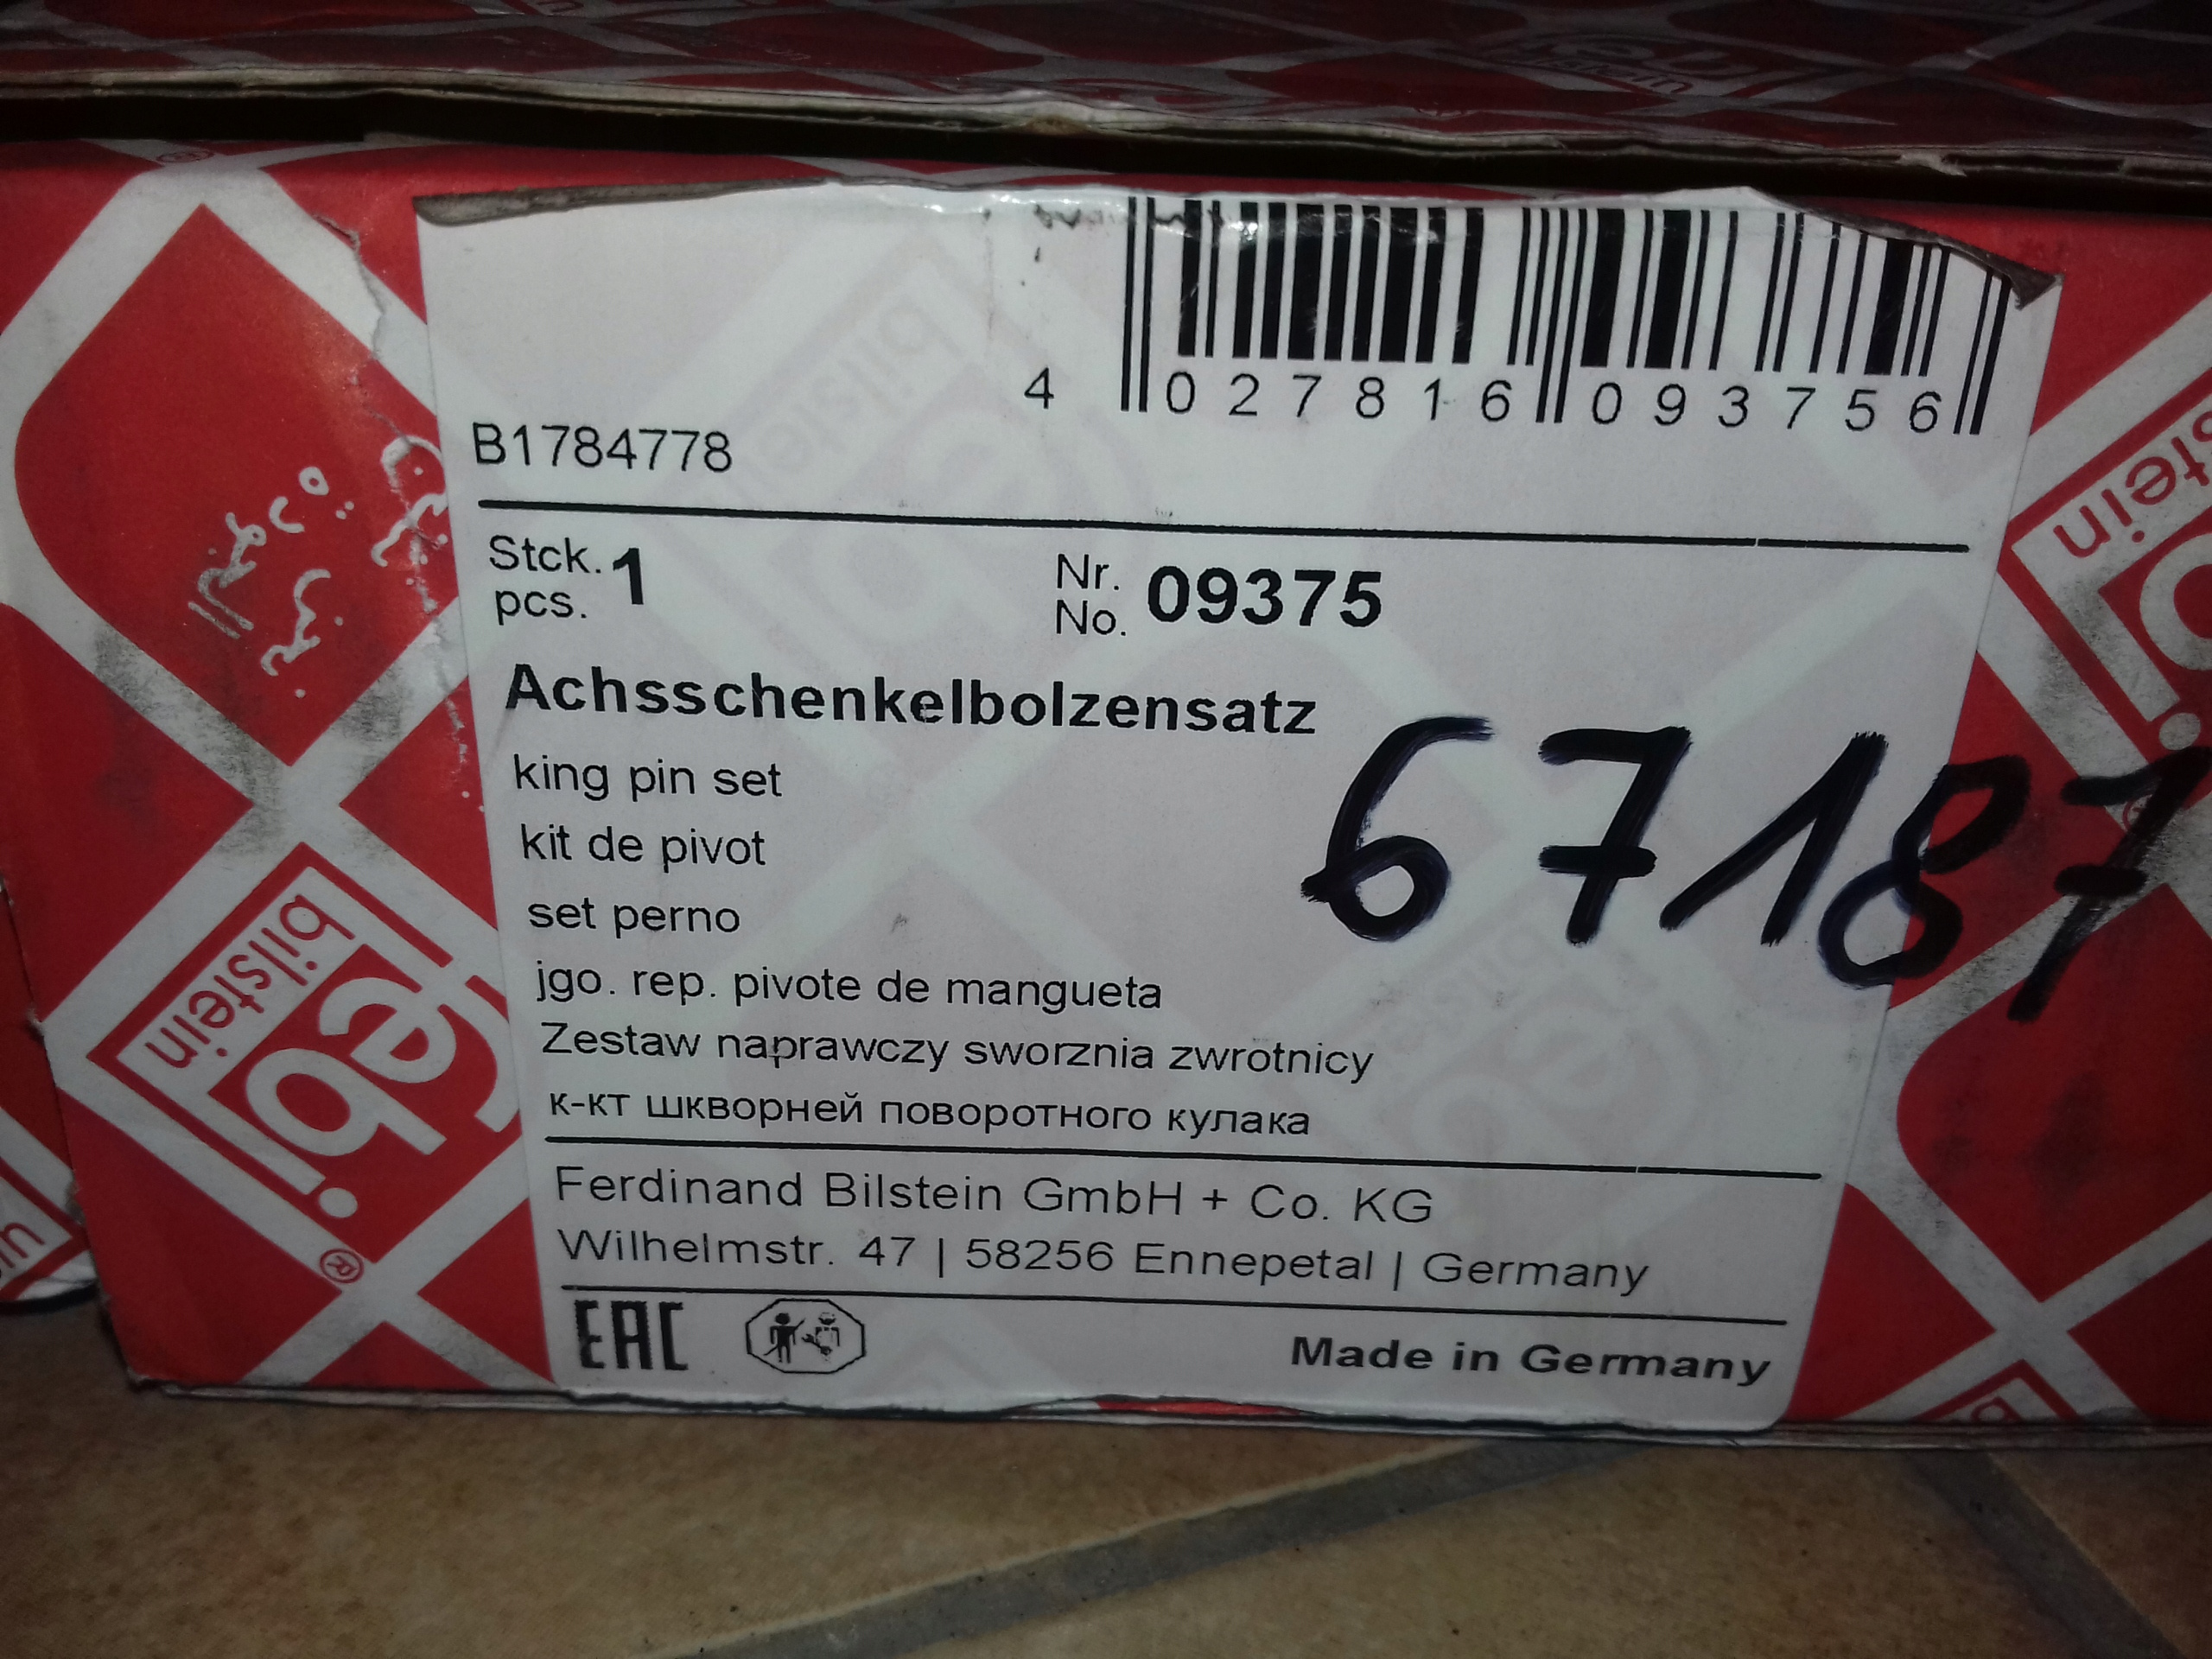 4 027816 093756
B1784778
Stck. 1
pcs.
Nr. 09375
No.
Achsschenkelbolzensatz
king pin set
kit de pivot
set perno
jgo. rep. pivote de mangueta
Zestaw naprawczy sworznia zwrotnicy
к-кт шкворней поворотного кулака
67187
Ferdinand Bilstein GmbH + Co. KG
Wilhelmstr. 47 | 58256 Ennepetal | Germany
EAC
Made in Germany
febi®
bilstein
bilstein